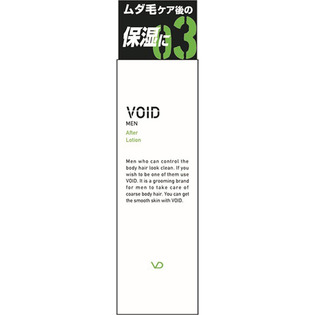 ムダ毛ケア後の
保湿に 03
VOID
MEN
After
Lotion
Men who can control the
body hair look clean. If you
wish to be one of them use
VOID. It is a grooming brand
for men to take care of
coarse body hair. You can get
the smooth skin with VOID.
VD